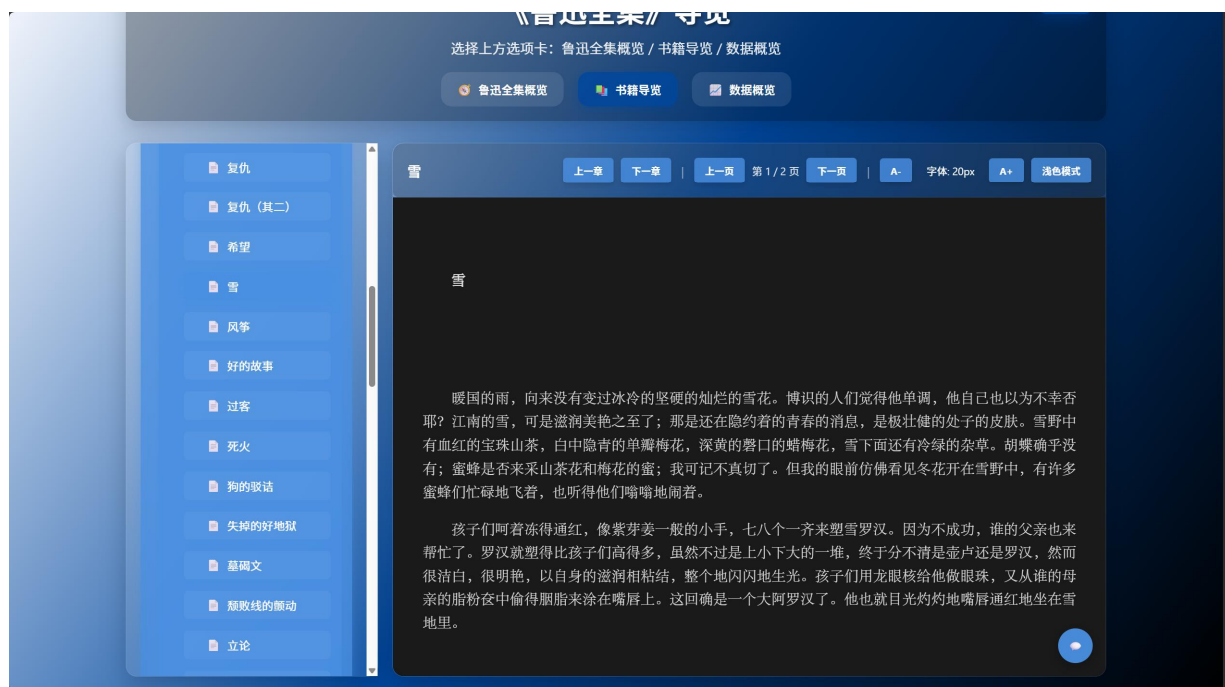 《鲁迅全集》导览
选择上方选项卡：鲁迅全集概览 / 书籍导览 / 数据概览
鲁迅全集概览
书籍导览
数据概览
复仇
复仇（其二）
希望
雪
风筝
好的故事
过客
死火
狗的驳诘
失掉的好地狱
墓碣文
颓败线的颤动
立论
雪
上一章 下一章 | 上一页 第 1 / 2 页 下一页 | A- 字体: 20px A+ 浅色模式
雪
暖国的雨，向来没有变过冰冷的坚硬的灿烂的雪花。博识的人们觉得他单调，他自己也以为不幸否
耶？江南的雪，可是滋润美艳之至了；那是还在隐约着的青春的消息，是极壮健的处子的皮肤。雪野中
有血红的宝珠山茶，白中隐青的单瓣梅花，深黄的磬口的蜡梅花，雪下面还有冷绿的杂草。胡蝶确乎没
有；蜜蜂是否来采山茶花和梅花的蜜；我可记不真切了。但我的眼前仿佛看见冬花开在雪野中，有许多
蜜蜂们忙碌地飞着，也听得他们嗡嗡地闹着。
孩子们呵着冻得通红，像紫芽姜一般的小手，七八个一齐来塑雪罗汉。因为不成功，谁的父亲也来
帮忙了。罗汉就塑得比孩子们高得多，虽然不过是上小下大的一堆，终于分不清是壶卢还是罗汉，然而
很洁白，很明艳，以自身的滋润相粘结，整个地闪闪地生光。孩子们用龙眼核给他做眼珠，又从谁的母
亲的脂粉奁中偷得胭脂来涂在嘴唇上。这回确是一个大阿罗汉了。他也就目光灼灼地嘴唇通红地坐在雪
地里。